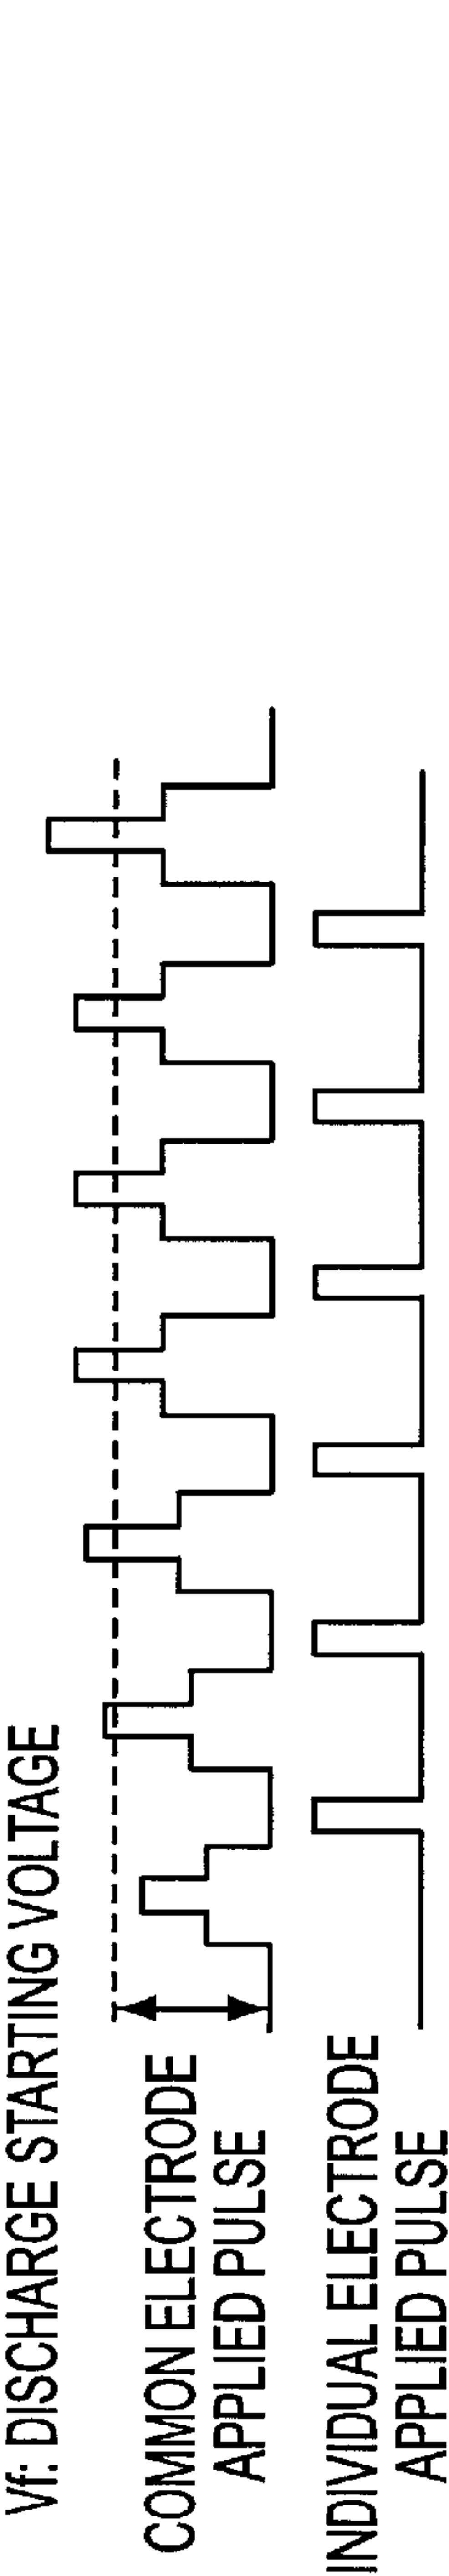 Vf: DISCHARGE STARTING VOLTAGE
COMMON ELECTRODE
APPLIED PULSE
INDIVIDUAL ELECTRODE
APPLIED PULSE